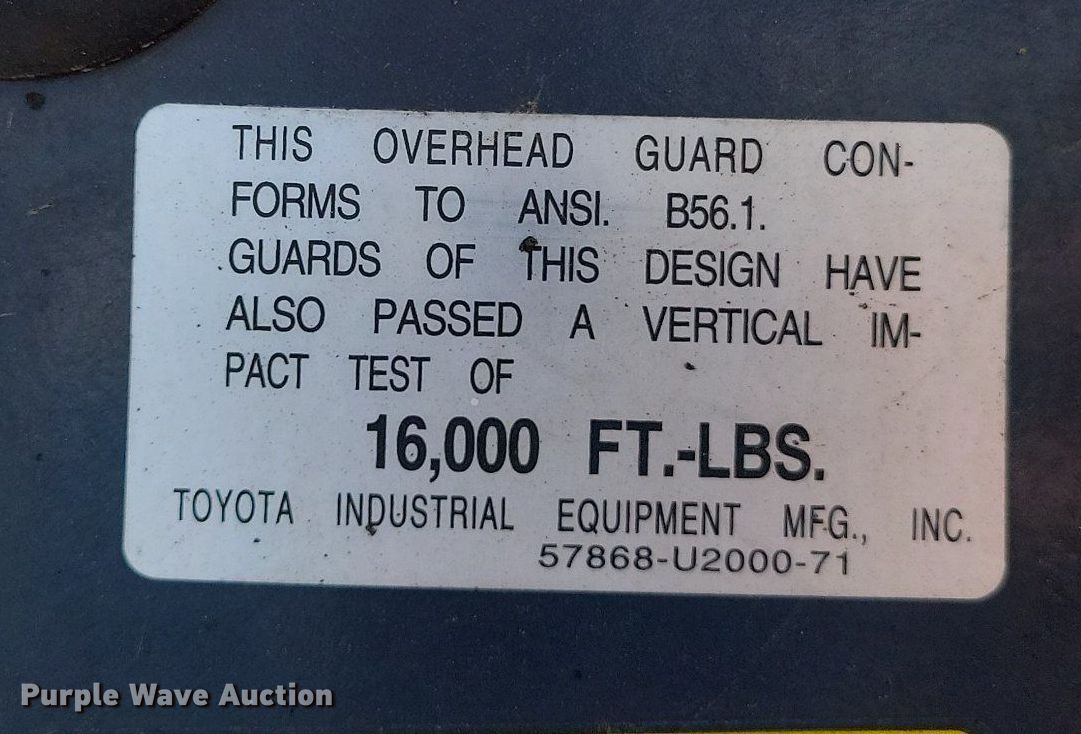 THIS OVERHEAD GUARD CON-
FORMS TO ANSI. B56.1.
GUARDS OF THIS DESIGN HAVE
ALSO PASSED A VERTICAL IM-
PACT TEST OF
16,000 FT.-LBS.
TOYOTA INDUSTRIAL EQUIPMENT MFG., INC.
57868-U2000-71
Purple Wave Auction